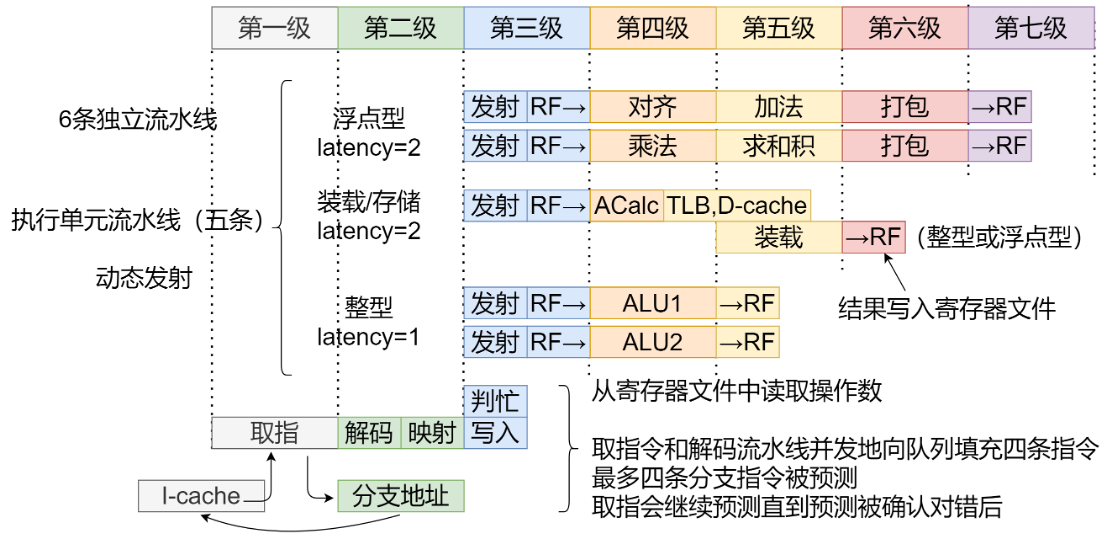 第一级 第二级 第三级 第四级 第五级 第六级 第七级
6条独立流水线
执行单元流水线（五条）
动态发射
浮点型
latency=2
发射 RF→ 对齐 加法 打包 →RF
发射 RF→ 乘法 求和积 打包 →RF
装载/存储
latency=2
发射 RF→ ACalc TLB,D-cache
装载 →RF （整型或浮点型）
结果写入寄存器文件
整型
latency=1
发射 RF→ ALU1 →RF
发射 RF→ ALU2 →RF
判忙
取指 解码 映射 写入
I-cache 分支地址
从寄存器文件中读取操作数
取指令和解码流水线并发地向队列填充四条指令
最多四条分支指令被预测
取指会继续预测直到预测被确认对错后